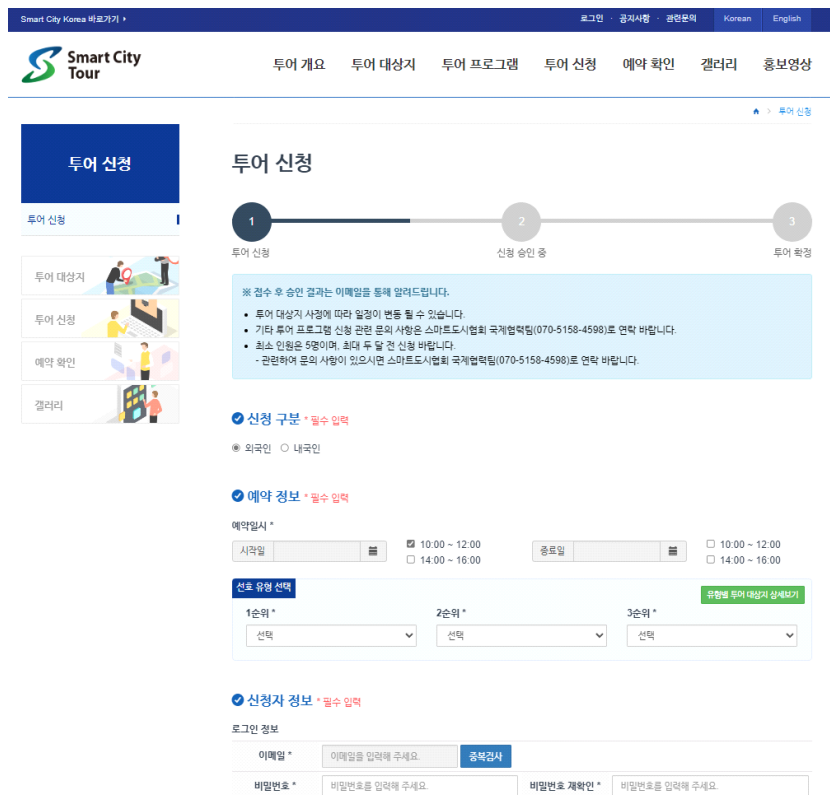 Smart City Korea 바로가기
로그인 · 공지사항 · 관련문의 Korean English
Smart City
Tour
투어 개요 투어 대상지 투어 프로그램 투어 신청 예약 확인 갤러리 홍보영상
> 투어 신청
투어 신청
투어 신청
투어 대상지
투어 신청
예약 확인
갤러리
투어 신청
1 2 3
투어 신청 신청 승인 중 투어 확정
※ 접수 후 승인 결과는 이메일을 통해 알려드립니다.
• 투어 대상지 사정에 따라 일정이 변동 될 수 있습니다.
• 기타 투어 프로그램 신청 관련 문의 사항은 스마트도시협회 국제협력팀(070-5158-4598)로 연락 바랍니다.
• 최소 인원은 5명이며, 최대 두 달 전 신청 바랍니다.
- 관련하여 문의 사항이 있으시면 스마트도시협회 국제협력팀(070-5158-4598)로 연락 바랍니다.
신청 구분 * 필수 입력
외국인 내국인
예약 정보 * 필수 입력
예약일시 *
시작일 10:00 ~ 12:00 종료일 10:00 ~ 12:00
14:00 ~ 16:00 14:00 ~ 16:00
선호 유형 선택
유형별 투어 대상지 상세보기
1순위 * 2순위 * 3순위 *
선택 선택 선택
신청자 정보 * 필수 입력
로그인 정보
이메일 * 이메일을 입력해 주세요. 중복검사
비밀번호 * 비밀번호를 입력해 주세요. 비밀번호 재확인 * 비밀번호를 입력해 주세요.